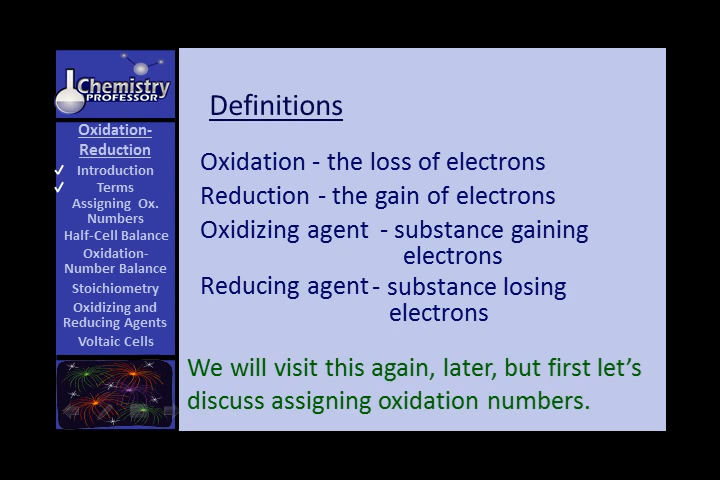 Chemistry
PROFESSOR
Oxidation-
Reduction
Introduction
Terms
Assigning Ox.
Numbers
Half-Cell Balance
Oxidation-
Number Balance
Stoichiometry
Oxidizing and
Reducing Agents
Voltaic Cells
Definitions
Oxidation - the loss of electrons
Reduction - the gain of electrons
Oxidizing agent - substance gaining
electrons
Reducing agent - substance losing
electrons
We will visit this again, later, but first let’s
discuss assigning oxidation numbers.